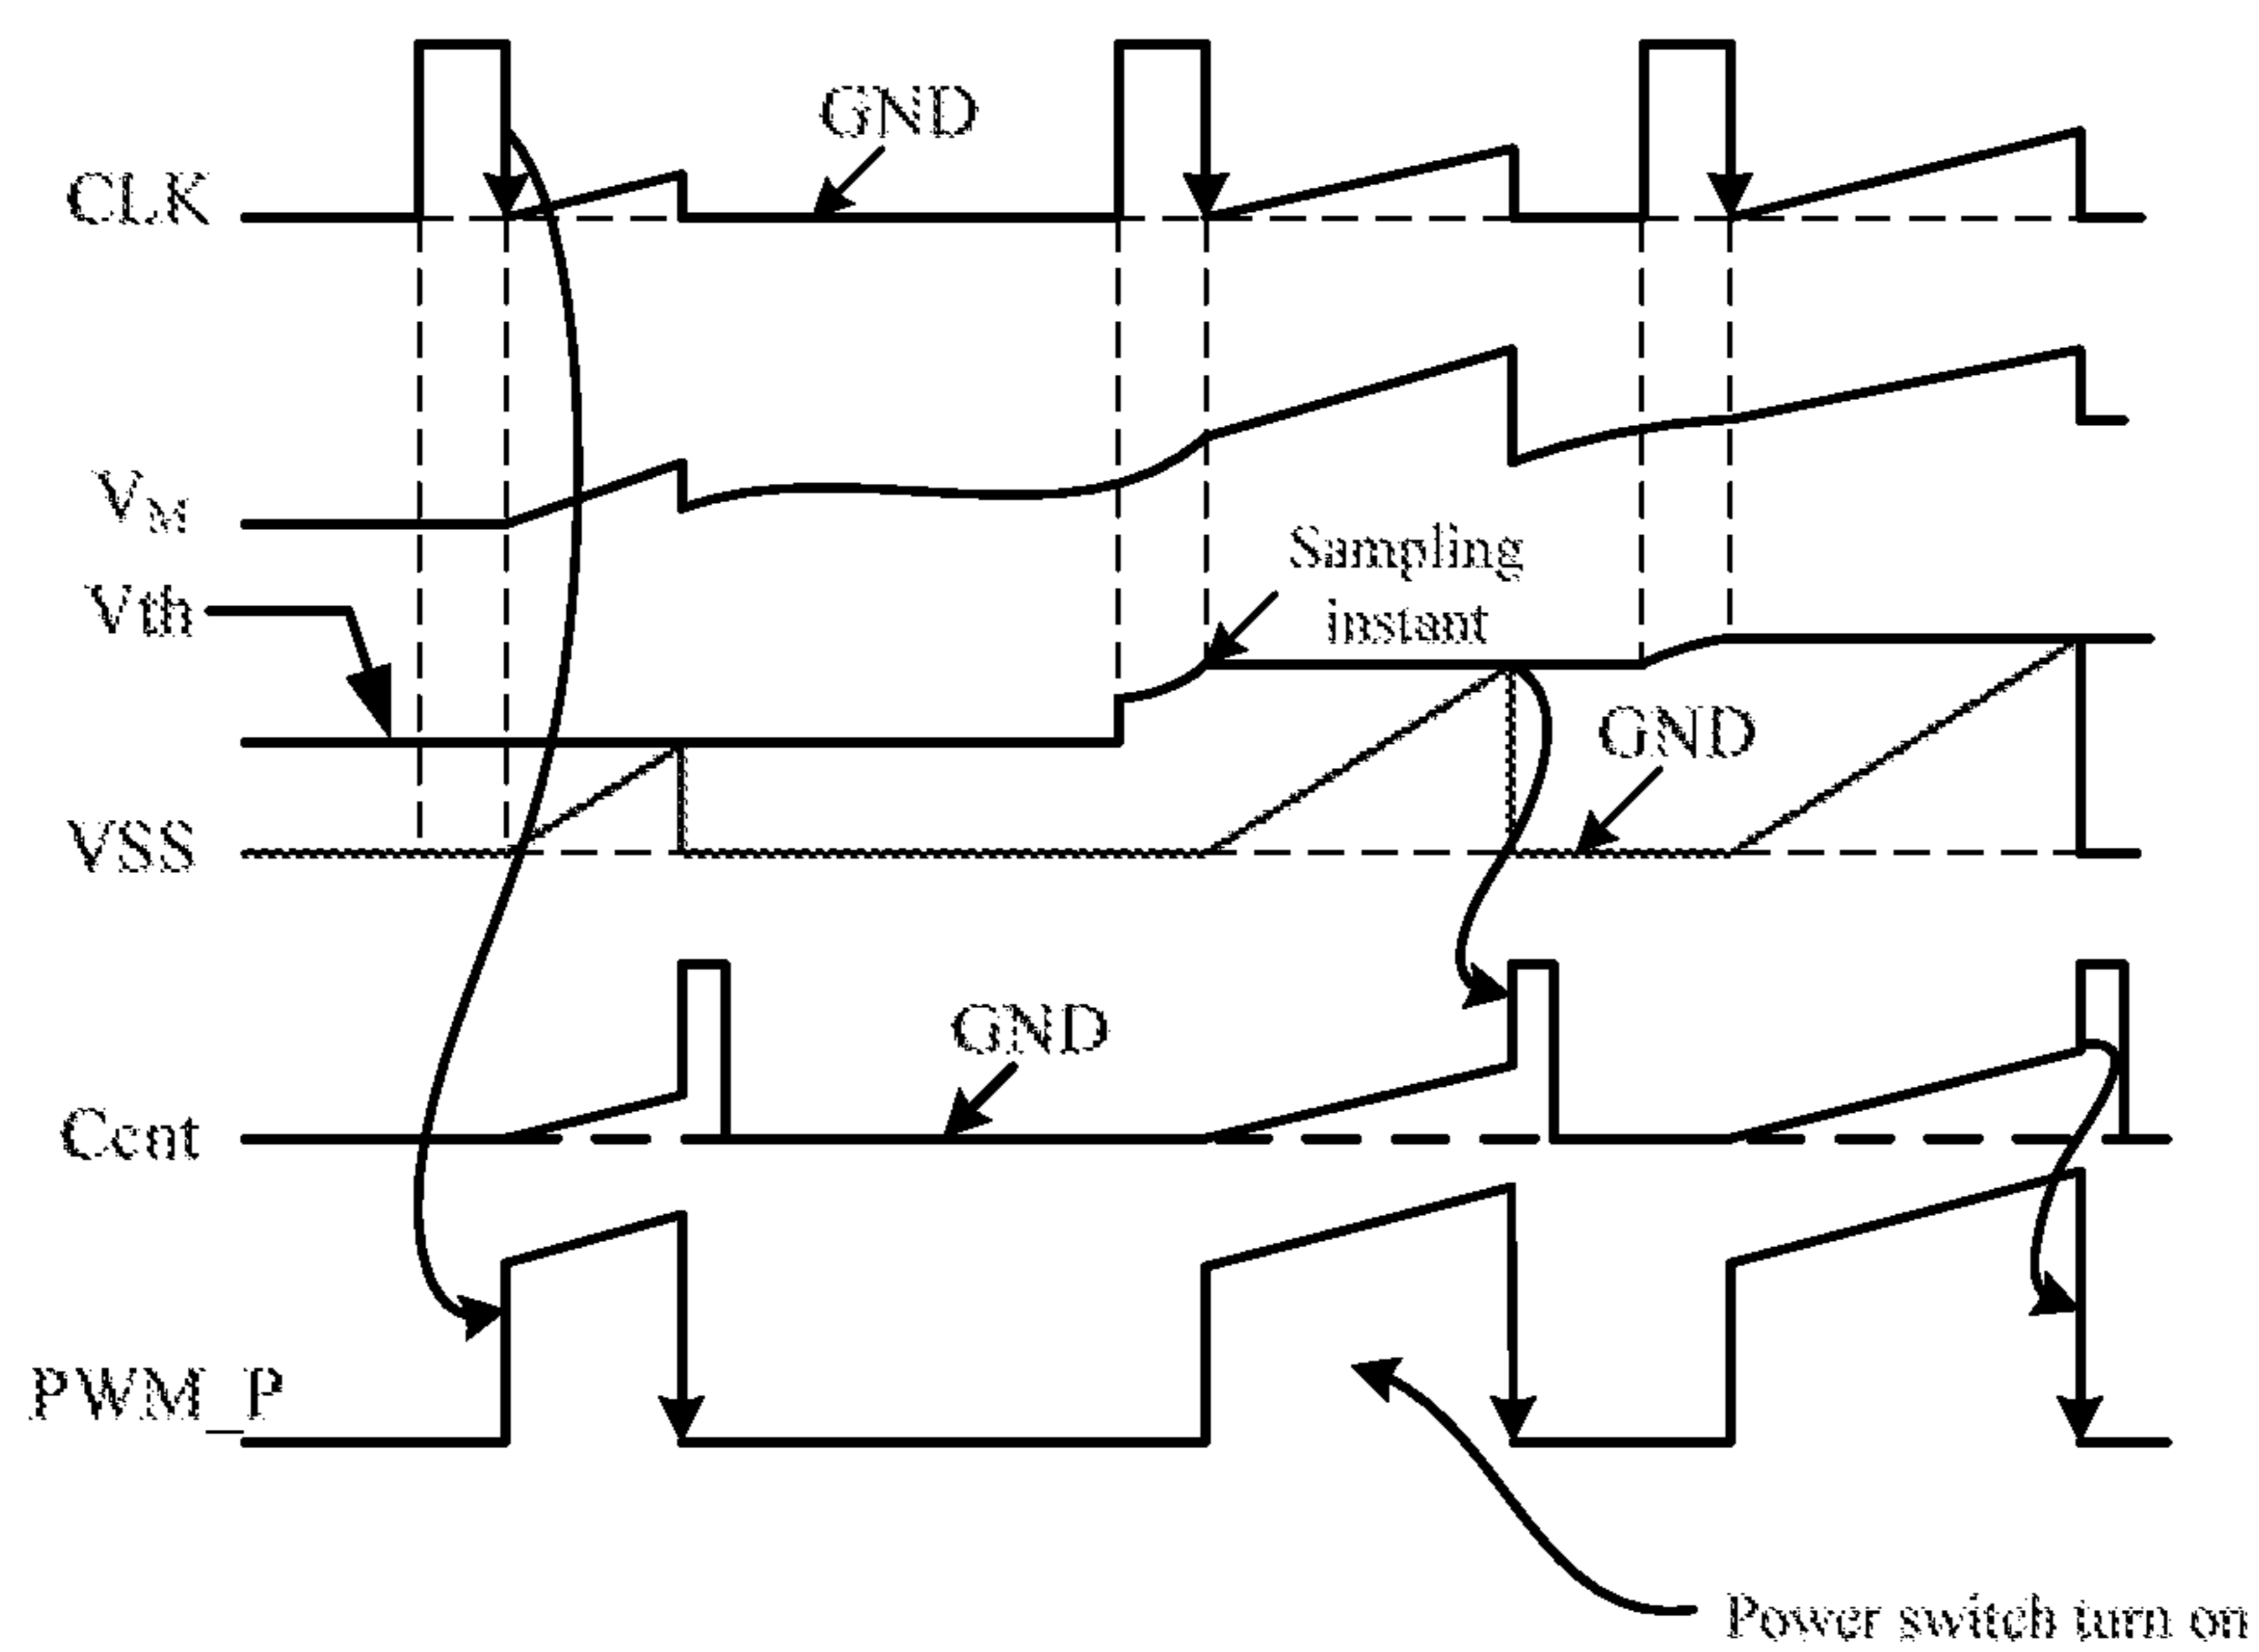 GND
CLK
VM
Sampling
Vth
instant
GND
VSS
GND
Ccnt
PWM_P
Power switch turn on